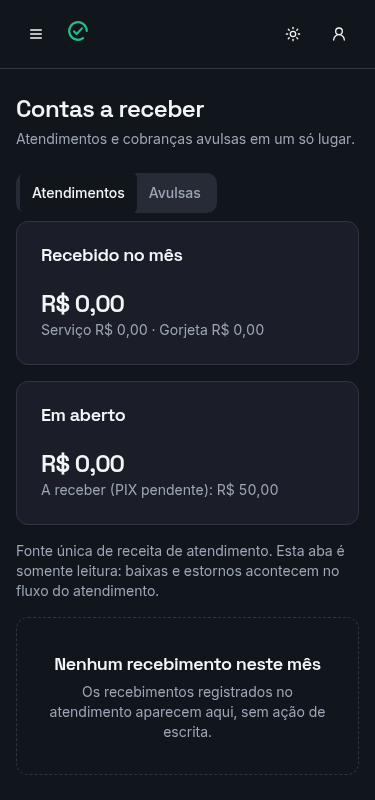 Contas a receber
Atendimentos e cobranças avulsas em um só lugar.
Atendimentos Avulsas
Recebido no mês
R$ 0,00
Serviço R$ 0,00 · Gorjeta R$ 0,00
Em aberto
R$ 0,00
A receber (PIX pendente): R$ 50,00
Fonte única de receita de atendimento. Esta aba é
somente leitura: baixas e estornos acontecem no
fluxo do atendimento.
Nenhum recebimento neste mês
Os recebimentos registrados no
atendimento aparecem aqui, sem ação de
escrita.